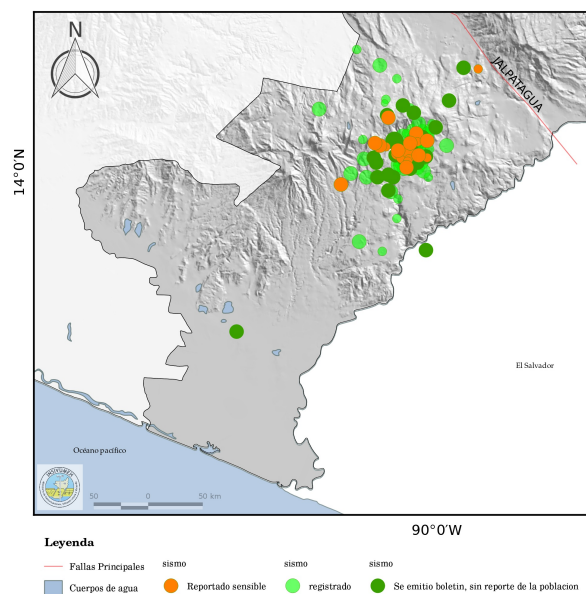 N
JALPATAGUA
14°0'N
El Salvador
Océano pacífico
INSIVUMEH
50 0 50 km
90°0'W
Leyenda
Fallas Principales
Cuerpos de agua
sismo
Reportado sensible
sismo
registrado
sismo
Se emitio boletin, sin reporte de la poblacion